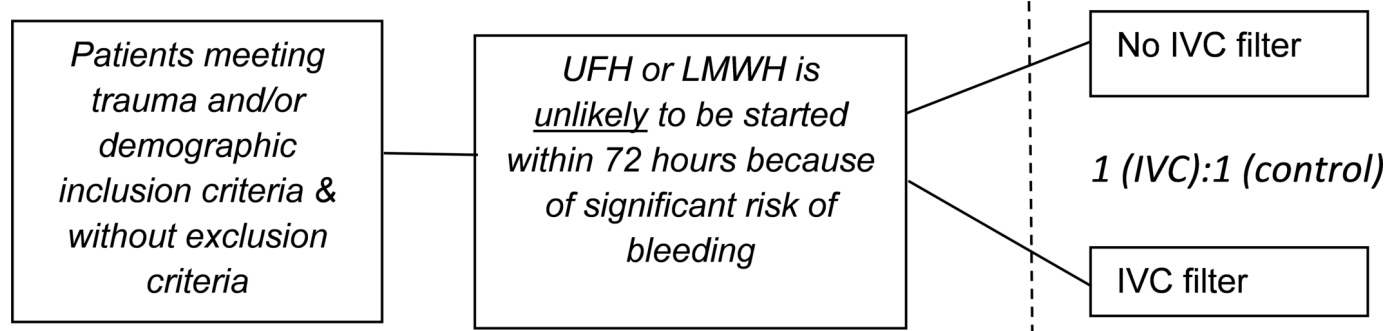 Patients meeting
trauma and/or
demographic
inclusion criteria &
without exclusion
criteria
UFH or LMWH is
unlikely to be started
within 72 hours because
of significant risk of
bleeding
No IVC filter
1 (IVC):1 (control)
IVC filter